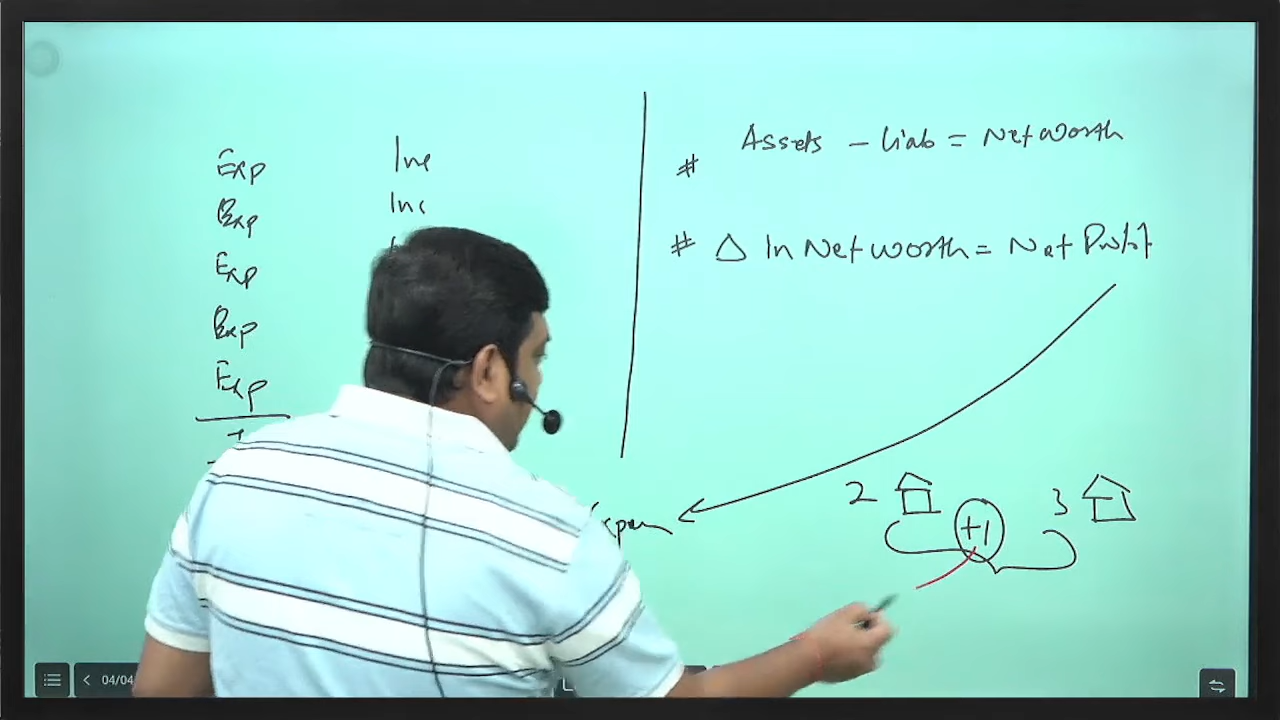 Exp Inc
Exp Inc
Exp
Exp
Exp
# Assets - Liab = Networth
# Δ In Networth = Net Profit
2 +1 3
04/04